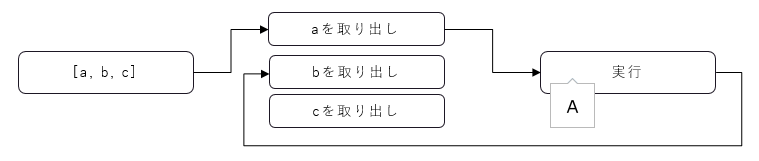 [a, b, c]
aを取り出し
bを取り出し
cを取り出し
実行
A